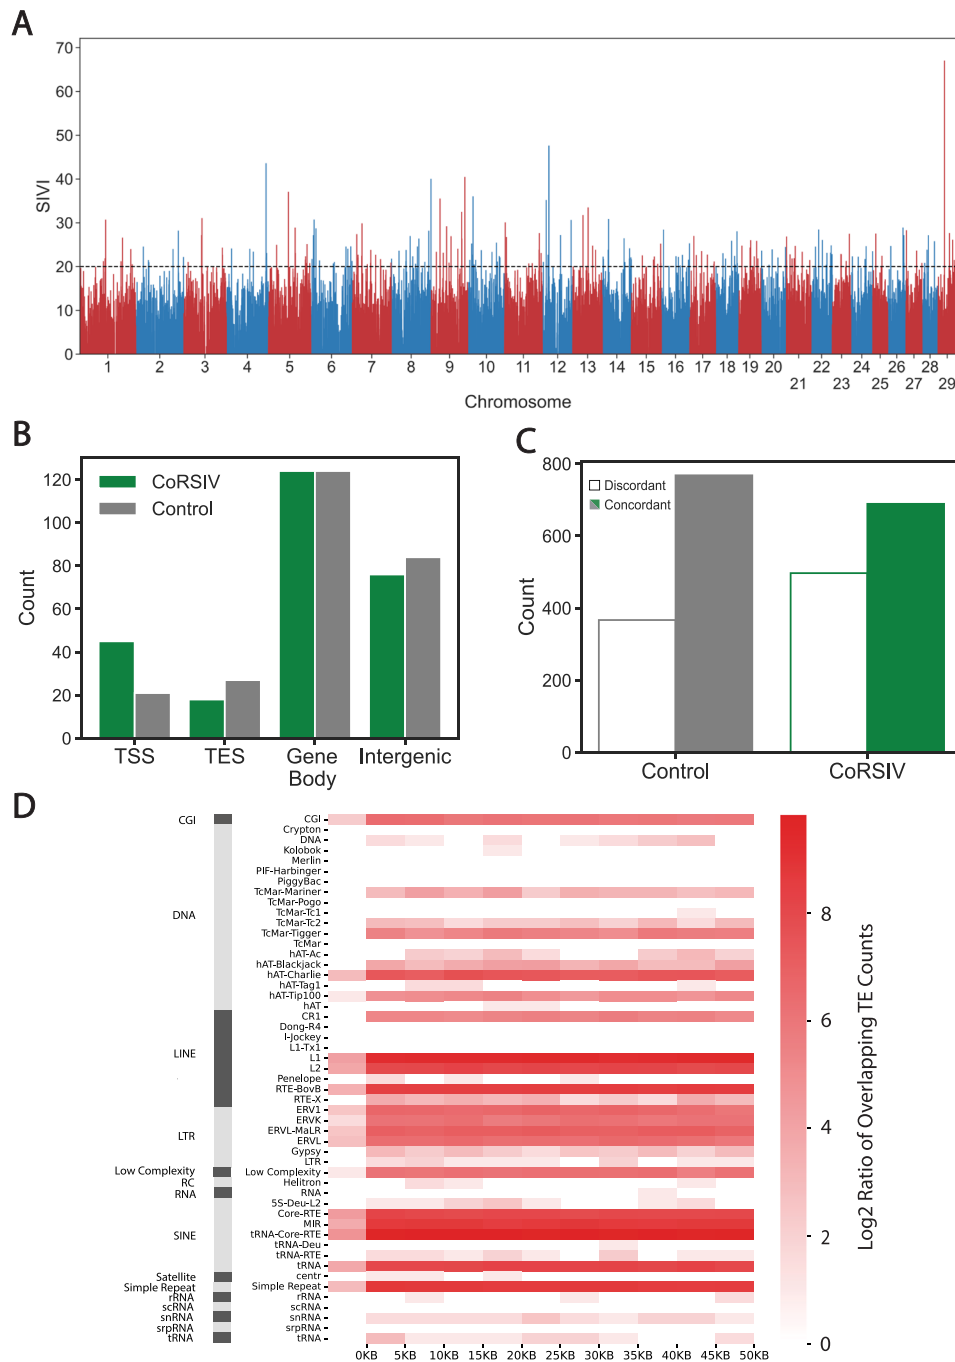 A
SIVI
70
60
50
40
30
20
10
0
1 2 3 4 5 6 7 8 9 10 11 12 13 14 15 16 17 18 19 20 22 24 26 28
21 23 25 27 29
Chromosome
B
CoRSIV
Control
Count
120
100
80
60
40
20
0
TSS TES Gene Body Intergenic
C
Discordant
Concordant
Count
800
600
400
200
0
Control CoRSIV
D
CGI
DNA
LINE
LTR
Low Complexity
RC
RNA
SINE
Satellite
Simple Repeat
rRNA
scRNA
snRNA
srpRNA
tRNA
CGI
Crypton
DNA
Kolobok
Merlin
PIF-Harbinger
PiggyBac
TcMar-Mariner
TcMar-Pogo
TcMar-Tc1
TcMar-Tc2
TcMar-Tigger
TcMar
hAT-Ac
hAT-Blackjack
hAT-Charlie
hAT-Tag1
hAT-Tip100
hAT
CR1
Dong-R4
I-Jockey
L1-Tx1
L1
L2
Penelope
RTE-BovB
RTE-X
ERV1
ERVK
ERVL-MaLR
ERVL
Gypsy
LTR
Low Complexity
Helitron
RNA
5S-Deu-L2
Core-RTE
MIR
tRNA-Core-RTE
tRNA-Deu
tRNA-RTE
tRNA
centr
Simple Repeat
rRNA
scRNA
snRNA
srpRNA
tRNA
0KB 5KB 10KB 15KB 20KB 25KB 30KB 35KB 40KB 45KB 50KB
8
6
4
2
0
Log2 Ratio of Overlapping TE Counts